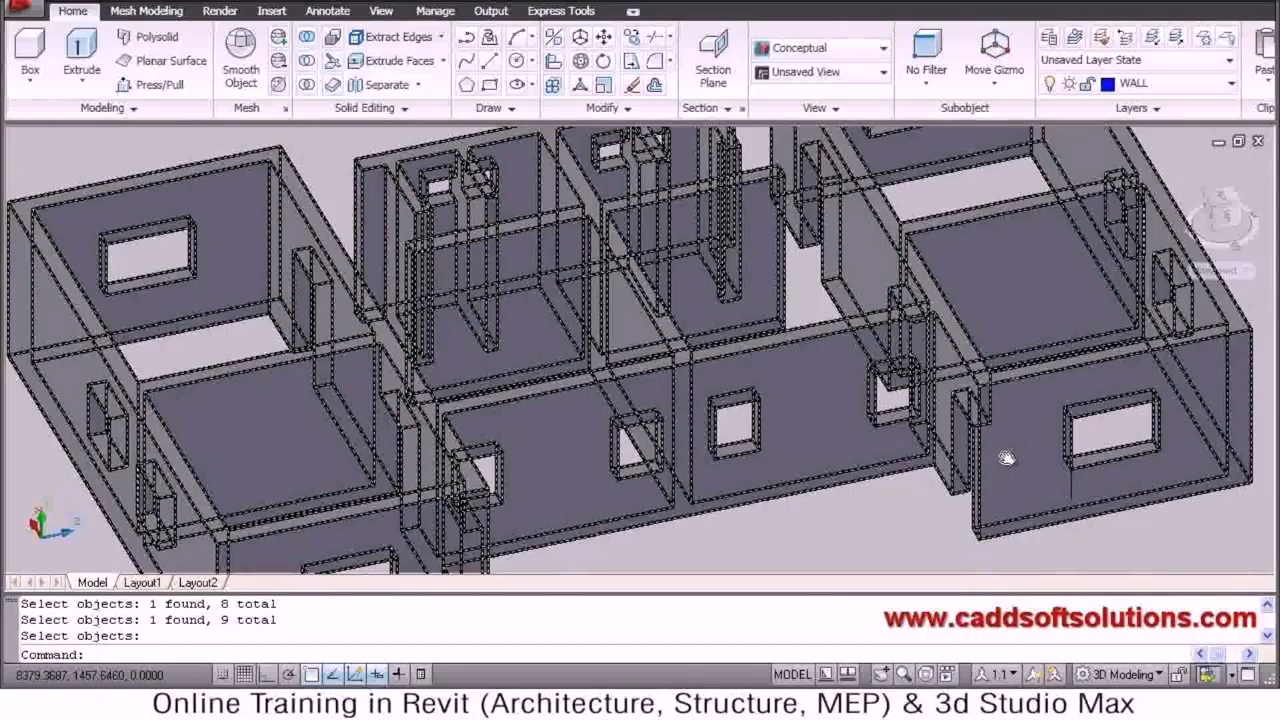 Home Mesh Modeling Render Insert Annotate View Manage Output Express Tools
Box
Extrude
Polysolid
Planar Surface
Press/Pull
Modeling
Smooth
Object
Mesh
Extract Edges
Extrude Faces
Separate
Solid Editing
Draw
Modify
Section
Plane
Section
Conceptual
Unsaved View
View
No Filter
Move Gizmo
Subobject
Unsaved Layer State
WALL
Layers
Past
Clip
Model Layout1 Layout2
Select objects: 1 found, 8 total
Select objects: 1 found, 9 total
Select objects:
Command:
www.caddsoftsolutions.com
8379.3687, 1457.6460, 0.0000
MODEL
1:1
3D Modeling
Online Training in Revit (Architecture, Structure, MEP) & 3d Studio Max